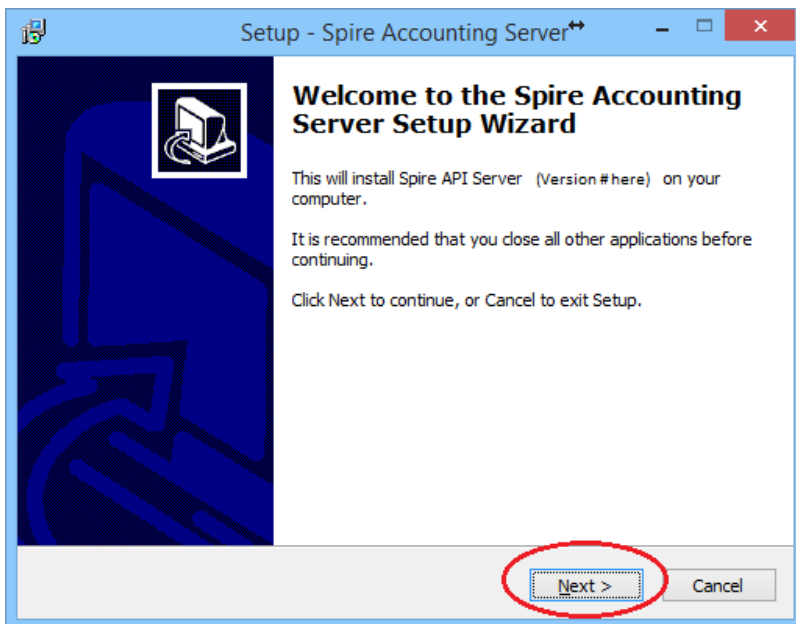 Setup - Spire Accounting Server
Welcome to the Spire Accounting
Server Setup Wizard
This will install Spire API Server (Version # here) on your
computer.
It is recommended that you close all other applications before
continuing.
Click Next to continue, or Cancel to exit Setup.
Next >
Cancel